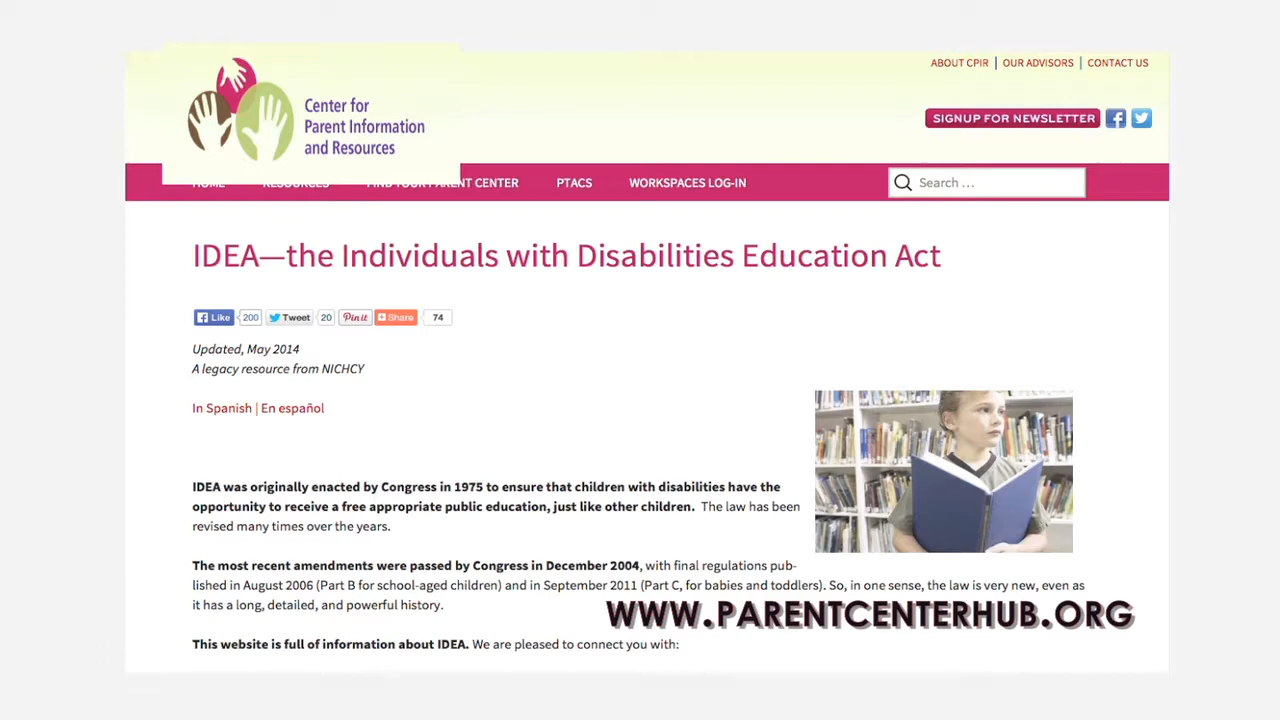 ABOUT CPIR | OUR ADVISORS | CONTACT US
Center for
Parent Information
and Resources
SIGNUP FOR NEWSLETTER
HOME RESOURCES FIND YOUR PARENT CENTER PTACS WORKSPACES LOG-IN Search ...
IDEA—the Individuals with Disabilities Education Act
Like 200 Tweet 20 Pin it Share 74
Updated, May 2014
A legacy resource from NICHCY
In Spanish | En español
IDEA was originally enacted by Congress in 1975 to ensure that children with disabilities have the
opportunity to receive a free appropriate public education, just like other children. The law has been
revised many times over the years.
The most recent amendments were passed by Congress in December 2004, with final regulations pub-
lished in August 2006 (Part B for school-aged children) and in September 2011 (Part C, for babies and toddlers). So, in one sense, the law is very new, even as
it has a long, detailed, and powerful history.
WWW.PARENTCENTERHUB.ORG
This website is full of information about IDEA. We are pleased to connect you with: